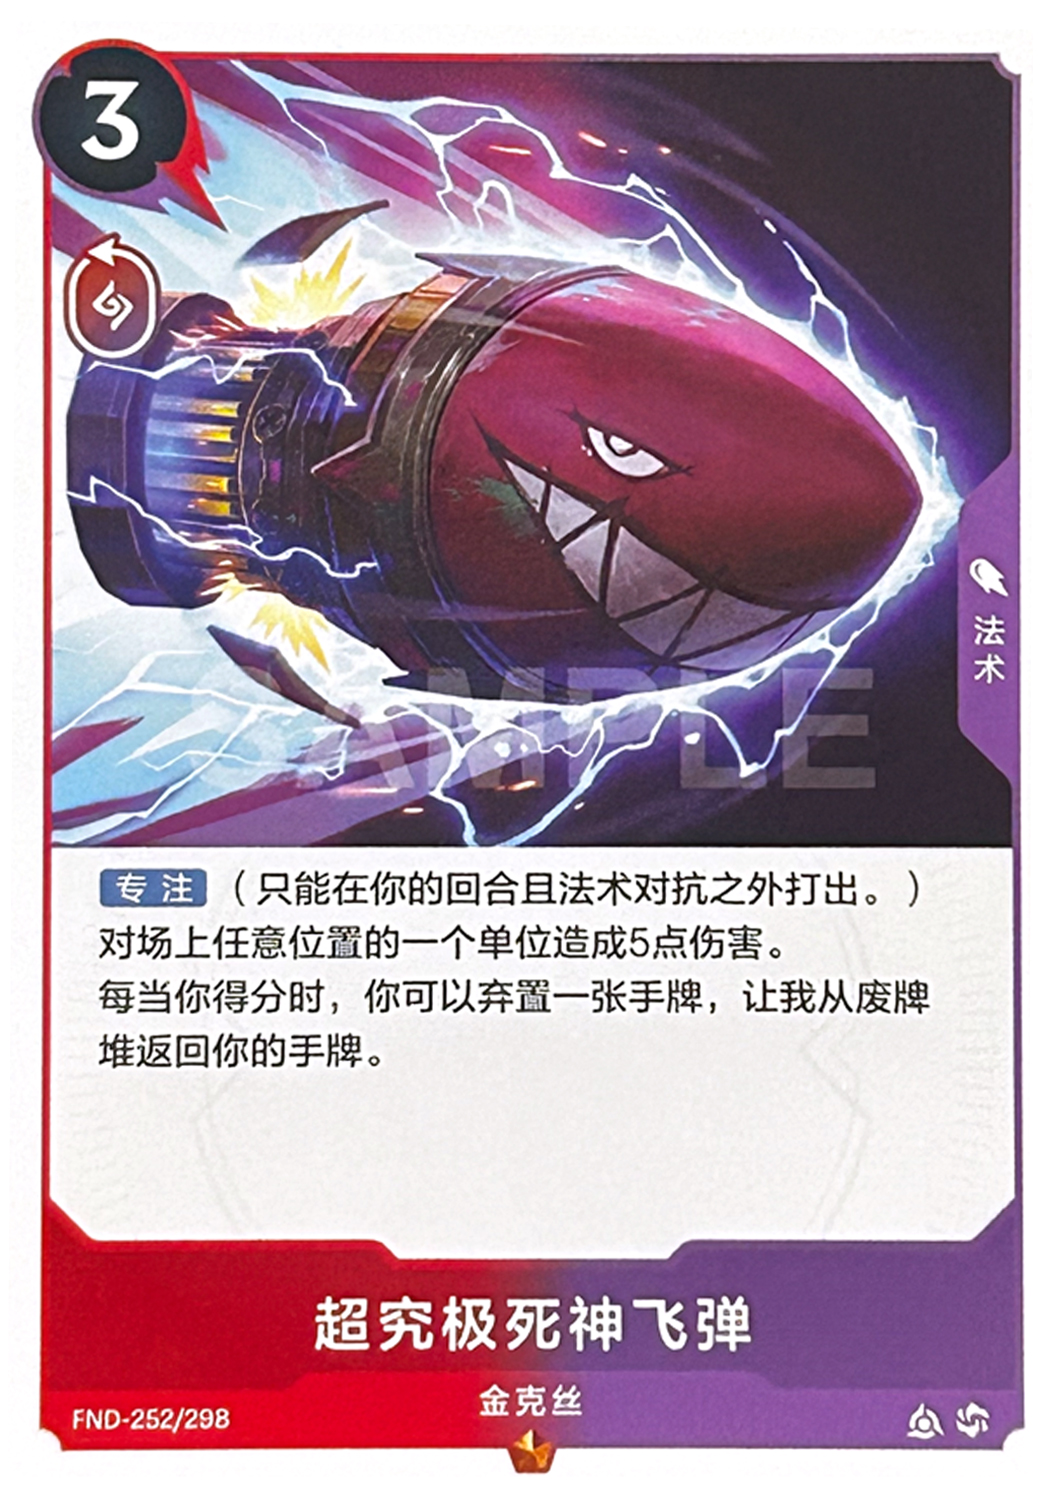 3
法术
SAMPLE
专注（只能在你的回合且法术对抗之外打出。）
对场上任意位置的一个单位造成5点伤害。
每当你得分时，你可以弃置一张手牌，让我从废牌
堆返回你的手牌。
超究极死神飞弹
金克丝
FND-252/298